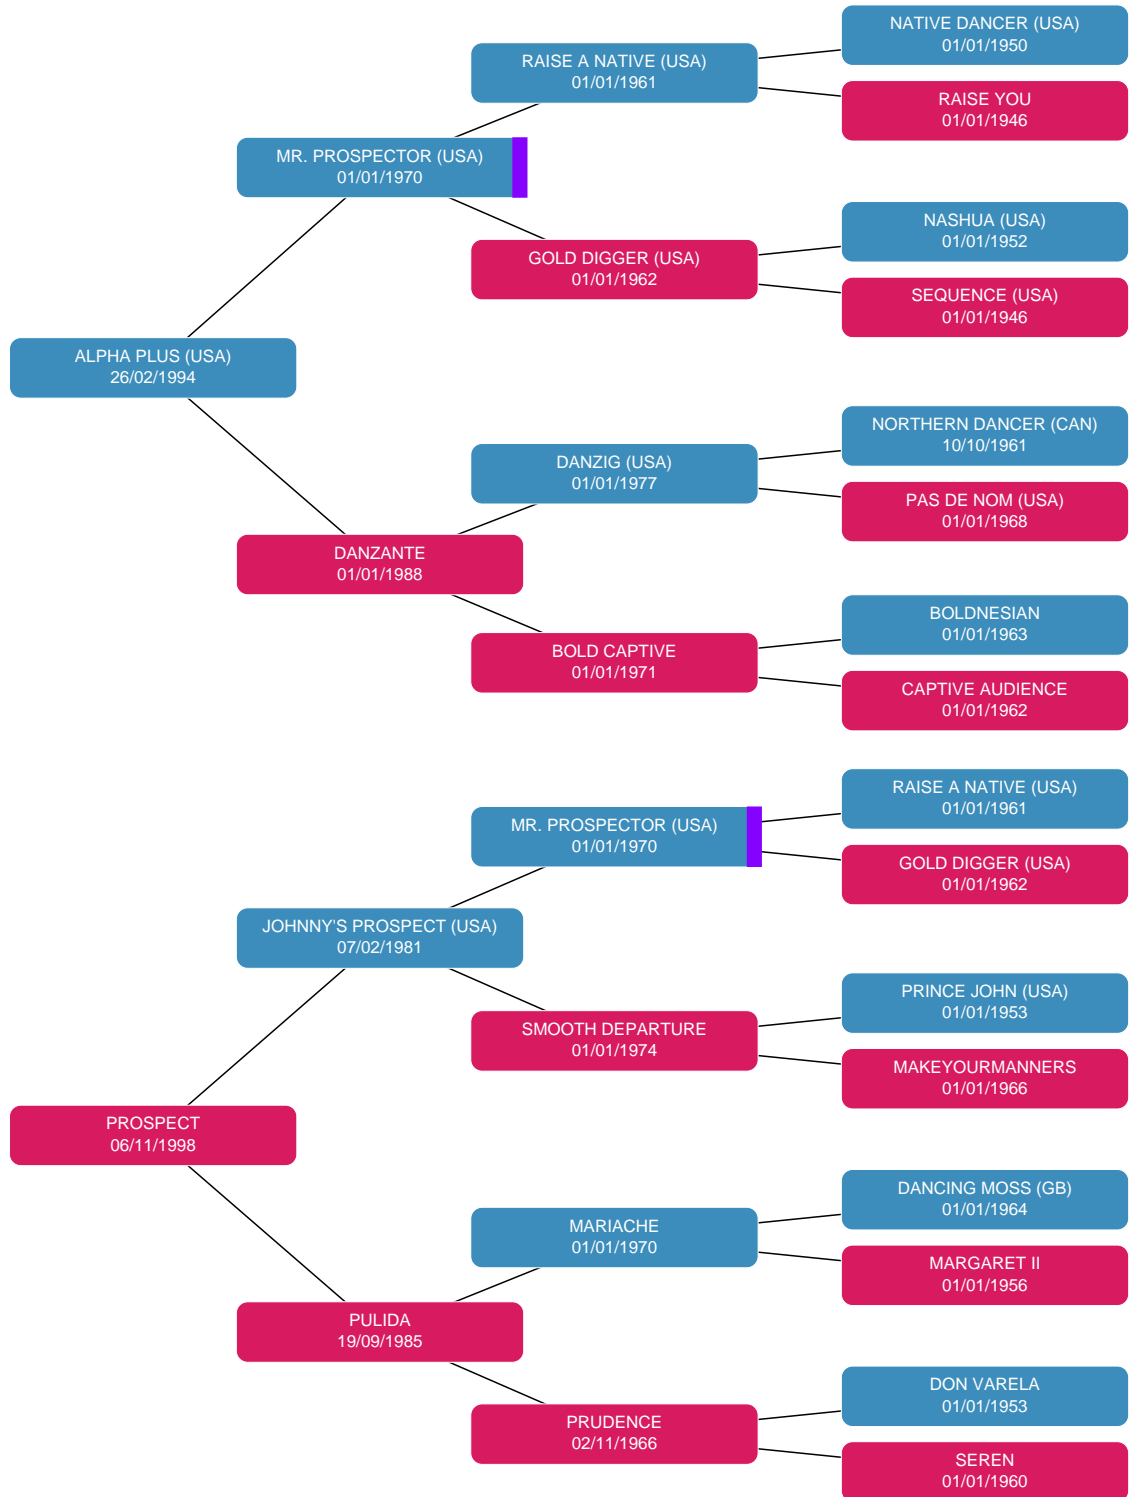 NATIVE DANCER (USA)
01/01/1950
RAISE A NATIVE (USA)
01/01/1961
RAISE YOU
01/01/1946
MR. PROSPECTOR (USA)
01/01/1970
NASHUA (USA)
01/01/1952
GOLD DIGGER (USA)
01/01/1962
SEQUENCE (USA)
01/01/1946
ALPHA PLUS (USA)
26/02/1994
NORTHERN DANCER (CAN)
10/10/1961
DANZIG (USA)
01/01/1977
PAS DE NOM (USA)
01/01/1968
DANZANTE
01/01/1988
BOLDNESIAN
01/01/1963
BOLD CAPTIVE
01/01/1971
CAPTIVE AUDIENCE
01/01/1962
RAISE A NATIVE (USA)
01/01/1961
MR. PROSPECTOR (USA)
01/01/1970
GOLD DIGGER (USA)
01/01/1962
JOHNNY'S PROSPECT (USA)
07/02/1981
PRINCE JOHN (USA)
01/01/1953
SMOOTH DEPARTURE
01/01/1974
MAKEYOURMANNERS
01/01/1966
PROSPECT
06/11/1998
DANCING MOSS (GB)
01/01/1964
MARIACHE
01/01/1970
MARGARET II
01/01/1956
PULIDA
19/09/1985
DON VARELA
01/01/1953
PRUDENCE
02/11/1966
SEREN
01/01/1960